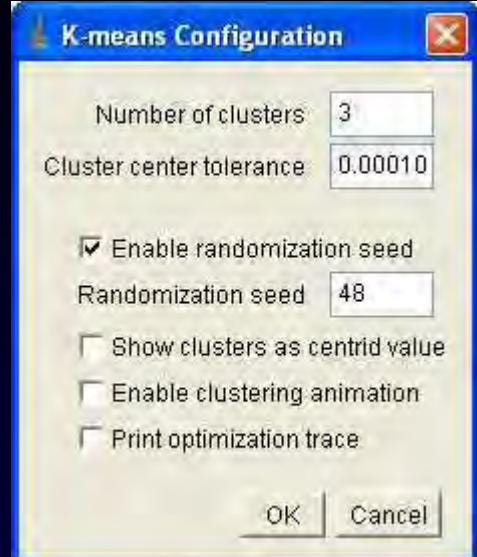 K-means Configuration
Number of clusters 3
Cluster center tolerance 0.00010
Enable randomization seed
Randomization seed 48
Show clusters as centrid value
Enable clustering animation
Print optimization trace
OK Cancel